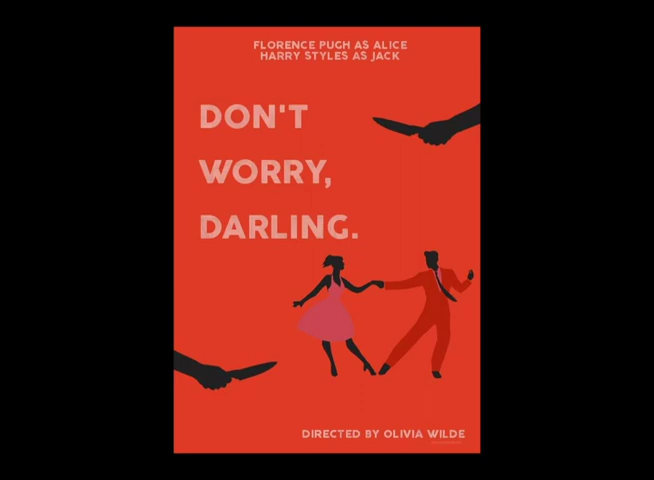 FLORENCE PUGH AS ALICE
HARRY STYLES AS JACK
DON'T
WORRY,
DARLING.
DIRECTED BY OLIVIA WILDE